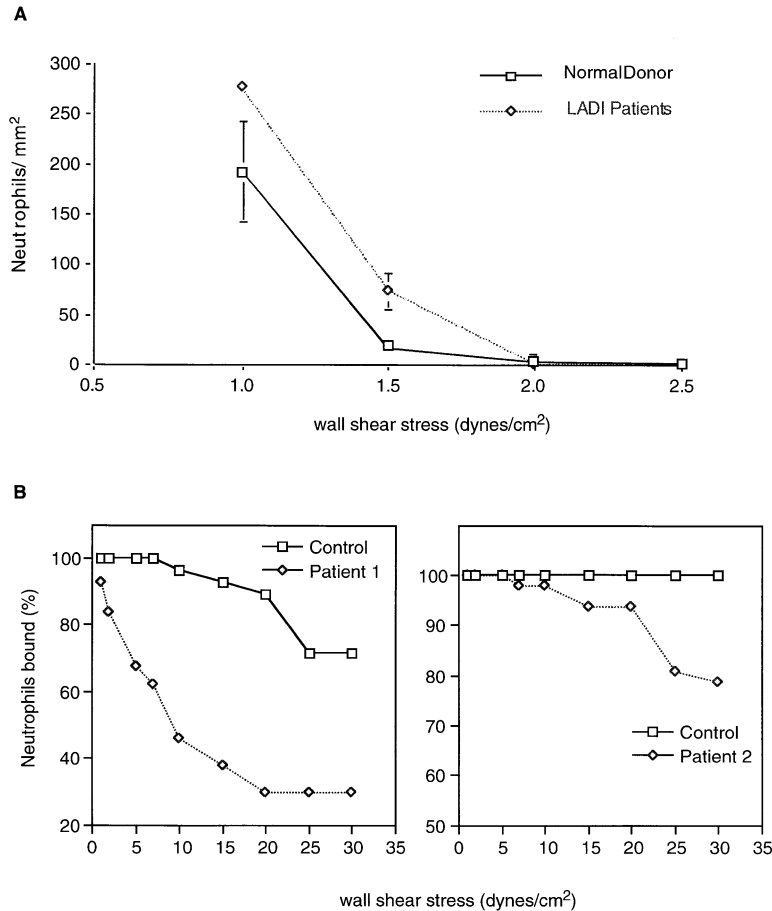 A
300
250
200
150
100
50
0
Neutrophils/ mm2
0.5 1.0 1.5 2.0 2.5
wall shear stress (dynes/cm2)
NormalDonor
LADI Patients
B
100
80
60
40
20
Neutrophils bound (%)
0 5 10 15 20 25 30 35
Control
Patient 1
100
90
80
70
60
50
0 5 10 15 20 25 30 35
Control
Patient 2
wall shear stress (dynes/cm2)